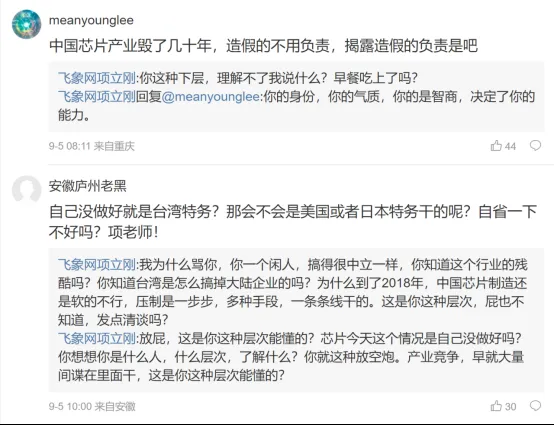 meanyounglee
中国芯片产业毁了几十年，造假的不用负责，揭露造假的负责是吧
飞象网项立刚:你这种下层，理解不了我说什么？早餐吃上了吗？
飞象网项立刚回复@meanyounglee:你的身份，你的气质，你的是智商，决定了你的
能力。
9-5 08:11 来自重庆
44
安徽庐州老黑
自己没做好就是台湾特务？那会不会是美国或者日本特务干的呢？自省一下
不好吗？项老师！
飞象网项立刚:我为什么骂你，你一个闲人，搞得很中立一样，你知道这个行业的残
酷吗？你知道台湾是怎么搞掉大陆企业的吗？为什么到了2018年，中国芯片制造还
是软的不行，压制是一步步，多种手段，一条条线干的。这是你这种层次，屁也不
知道，发点清谈吗？
飞象网项立刚:放屁，这是你这种层次能懂的？芯片今天这个情况是自己没做好吗？
你想想你是什么人，什么层次，了解什么？你就这种放空炮。产业竞争，早就大量
间谍在里面干，这是你这种层次能懂的？
9-5 10:00 来自安徽
30